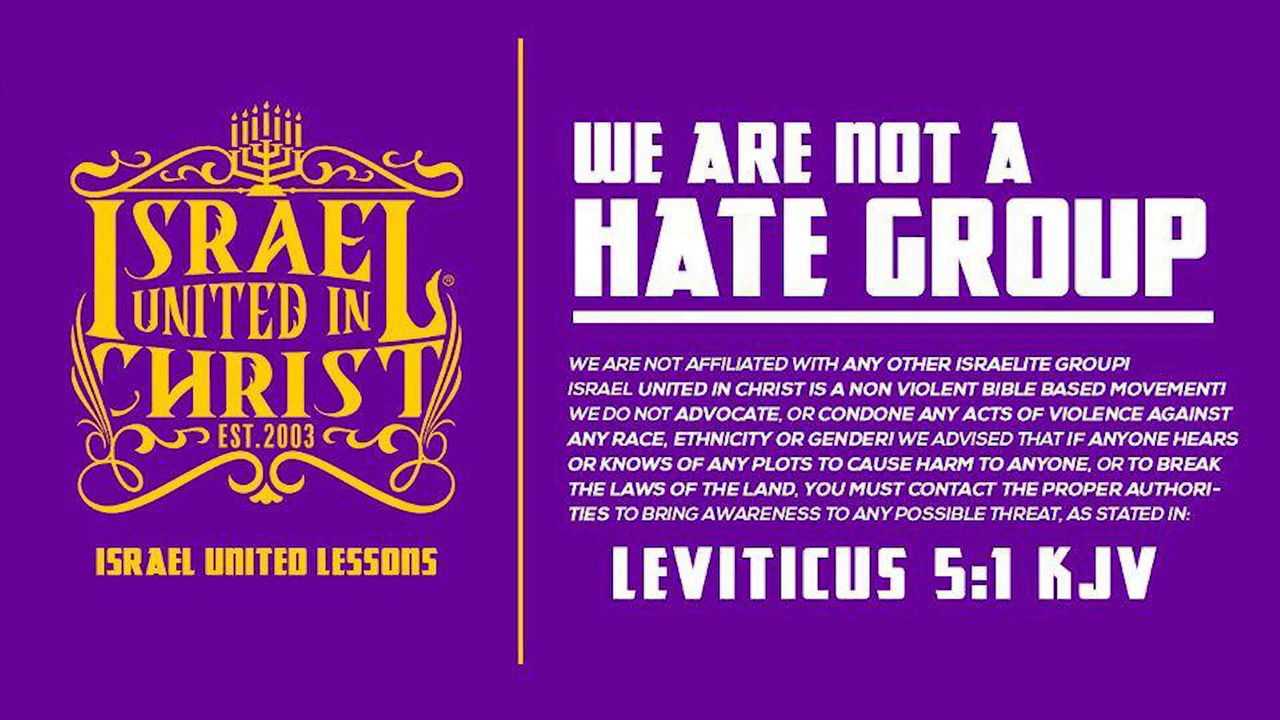 ISRAEL
UNITED IN
CHRIST
EST.2003
ISRAEL UNITED LESSONS
WE ARE NOT A
HATE GROUP
WE ARE NOT AFFILIATED WITH ANY OTHER ISRAELITE GROUP!
ISRAEL UNITED IN CHRIST IS A NON VIOLENT BIBLE BASED MOVEMENT!
WE DO NOT ADVOCATE, OR CONDONE ANY ACTS OF VIOLENCE AGAINST
ANY RACE, ETHNICITY OR GENDER! WE ADVISED THAT IF ANYONE HEARS
OR KNOWS OF ANY PLOTS TO CAUSE HARM TO ANYONE, OR TO BREAK
THE LAWS OF THE LAND, YOU MUST CONTACT THE PROPER AUTHORI-
TIES TO BRING AWARENESS TO ANY POSSIBLE THREAT, AS STATED IN:
LEVITICUS 5:1 KJV